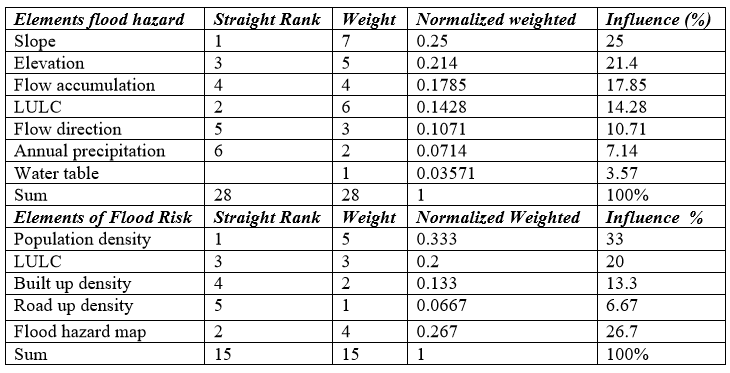 Elements flood hazard Straight Rank Weight Normalized weighted Influence (%)
Slope 1 7 0.25 25
Elevation 3 5 0.214 21.4
Flow accumulation 4 4 0.1785 17.85
LULC 2 6 0.1428 14.28
Flow direction 5 3 0.1071 10.71
Annual precipitation 6 2 0.0714 7.14
Water table 1 0.03571 3.57
Sum 28 28 1 100%
Elements of Flood Risk Straight Rank Weight Normalized Weighted Influence %
Population density 1 5 0.333 33
LULC 3 3 0.2 20
Built up density 4 2 0.133 13.3
Road up density 5 1 0.0667 6.67
Flood hazard map 2 4 0.267 26.7
Sum 15 15 1 100%